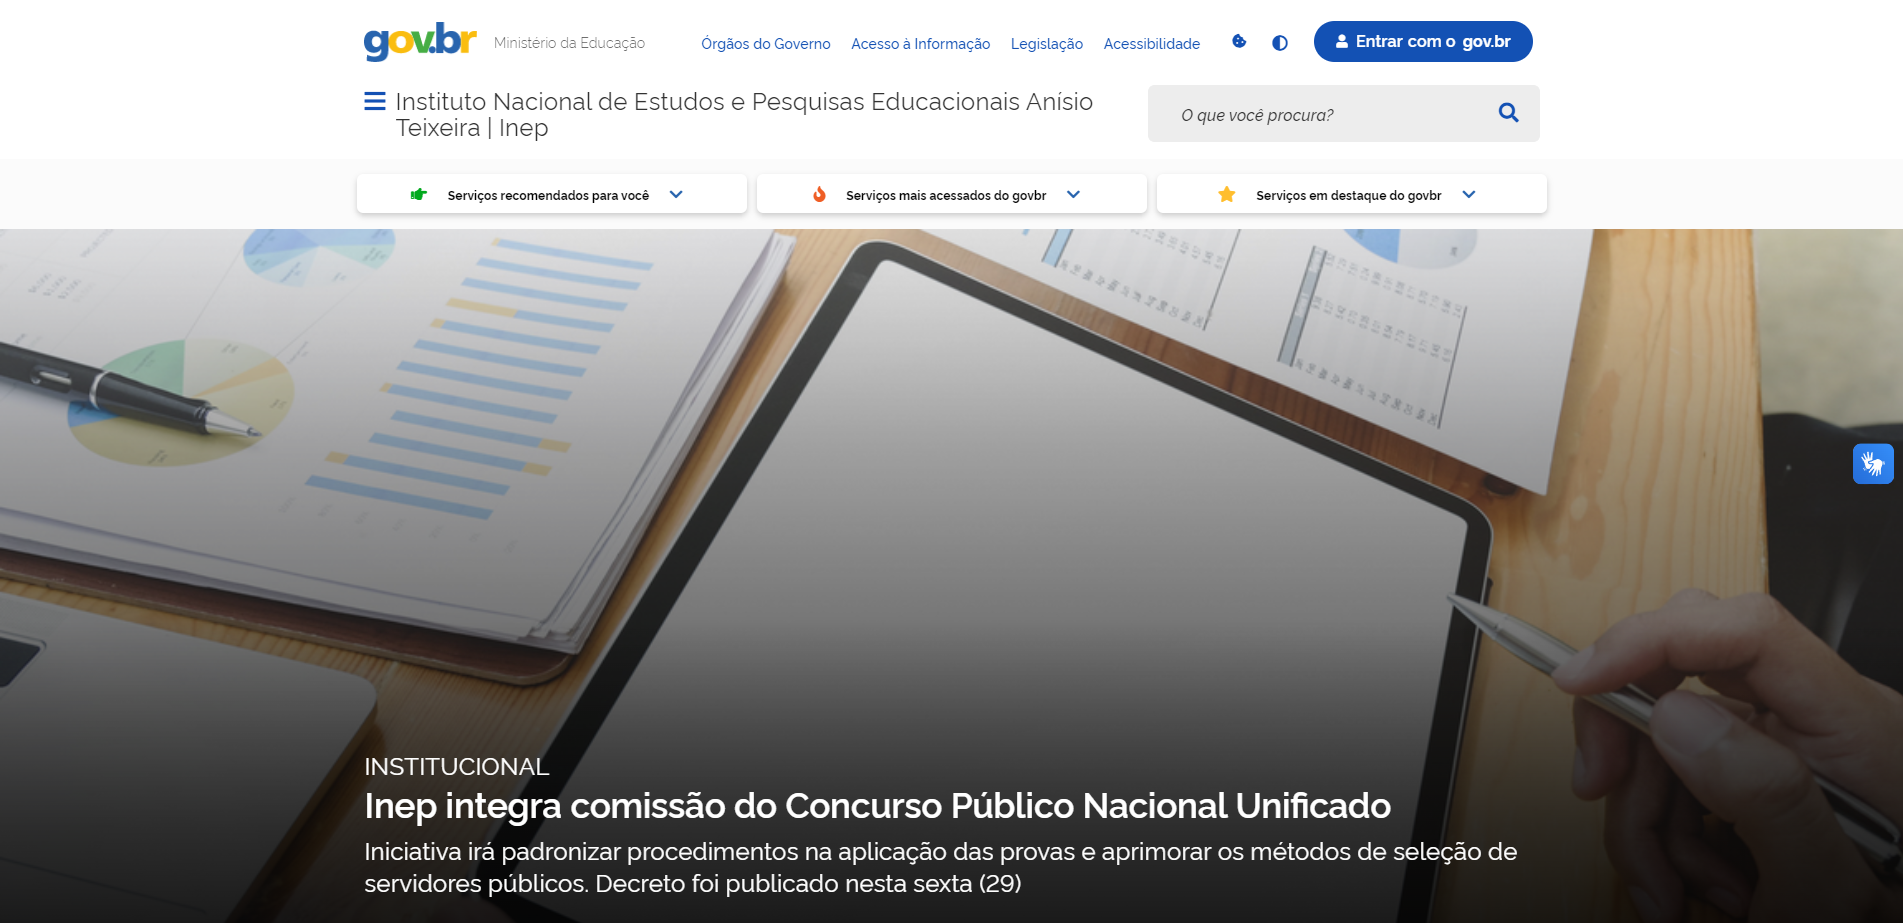 gov.br
Ministério da Educação
Órgãos do Governo
Acesso à Informação
Legislação
Acessibilidade
Entrar com o gov.br
Instituto Nacional de Estudos e Pesquisas Educacionais Anísio
Teixeira | Inep
O que você procura?
Serviços recomendados para você
Serviços mais acessados do govbr
Serviços em destaque do govbr
INSTITUCIONAL
Inep integra comissão do Concurso Público Nacional Unificado
Iniciativa irá padronizar procedimentos na aplicação das provas e aprimorar os métodos de seleção de
servidores públicos. Decreto foi publicado nesta sexta (29)